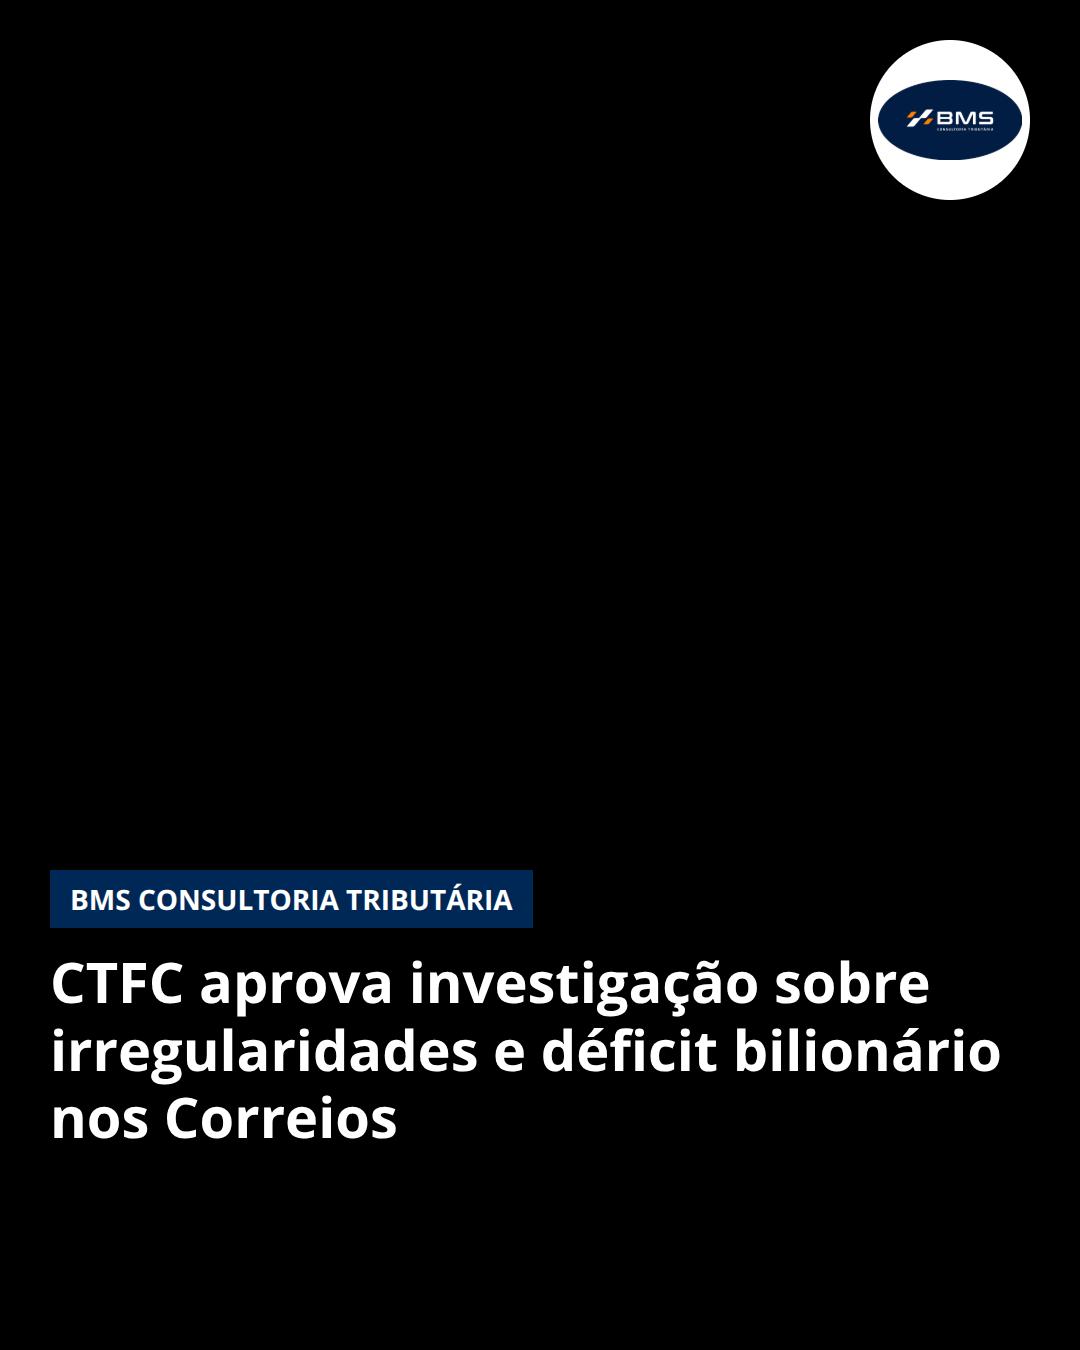 BMS
CONSULTORIA TRIBUTÁRIA
BMS CONSULTORIA TRIBUTÁRIA
CTFC aprova investigação sobre
irregularidades e déficit bilionário
nos Correios